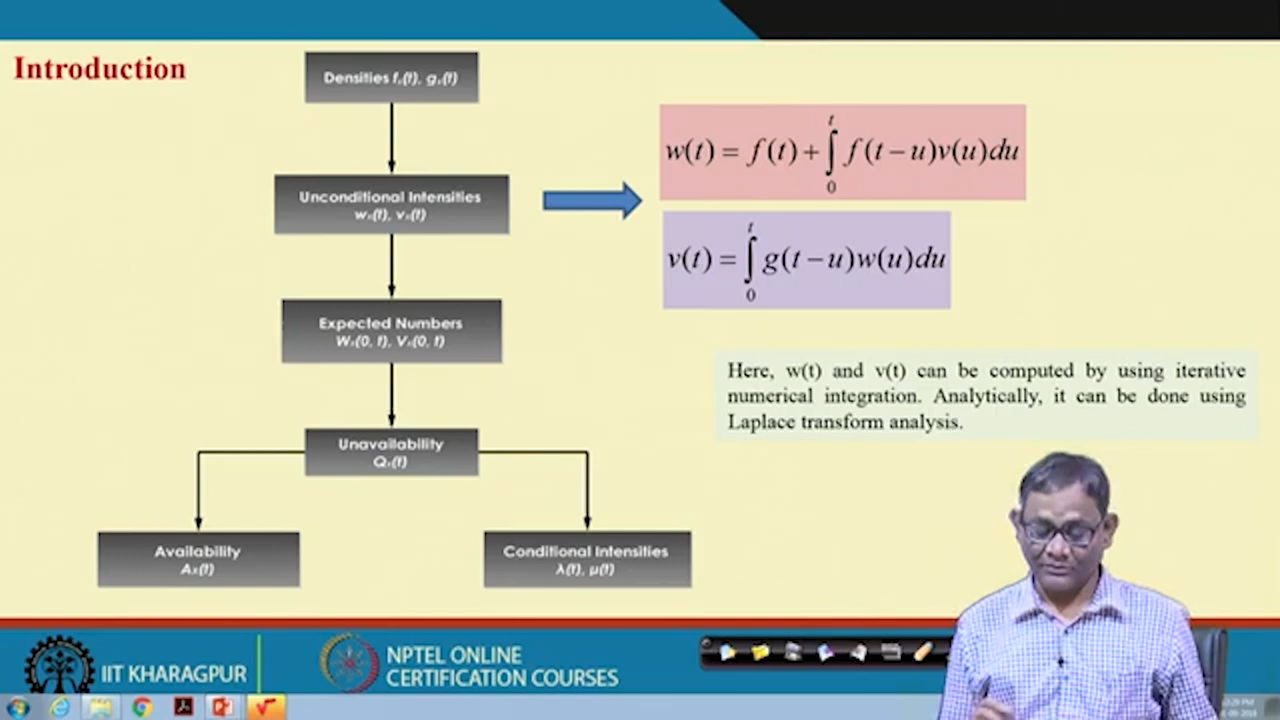 Introduction
Densities fₓ(t), gₓ(t)
Unconditional Intensities
wₓ(t), vₓ(t)
Expected Numbers
Wₓ(0, t), Vₓ(0, t)
Unavailability
Qₓ(t)
Availability
Aₓ(t)
Conditional Intensities
λ(t), μ(t)
w(t) = f(t) + ∫₀ᵗ f(t − u)v(u)du
v(t) = ∫₀ᵗ g(t − u)w(u)du
Here, w(t) and v(t) can be computed by using iterative
numerical integration. Analytically, it can be done using
Laplace transform analysis.
IIT KHARAGPUR
NPTEL ONLINE
CERTIFICATION COURSES